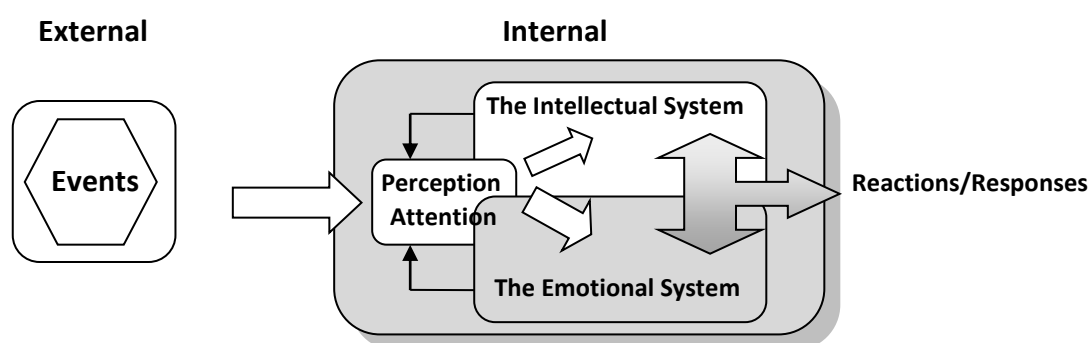 External
Internal
The Intellectual System
Events
Perception
Attention
Reactions/Responses
The Emotional System